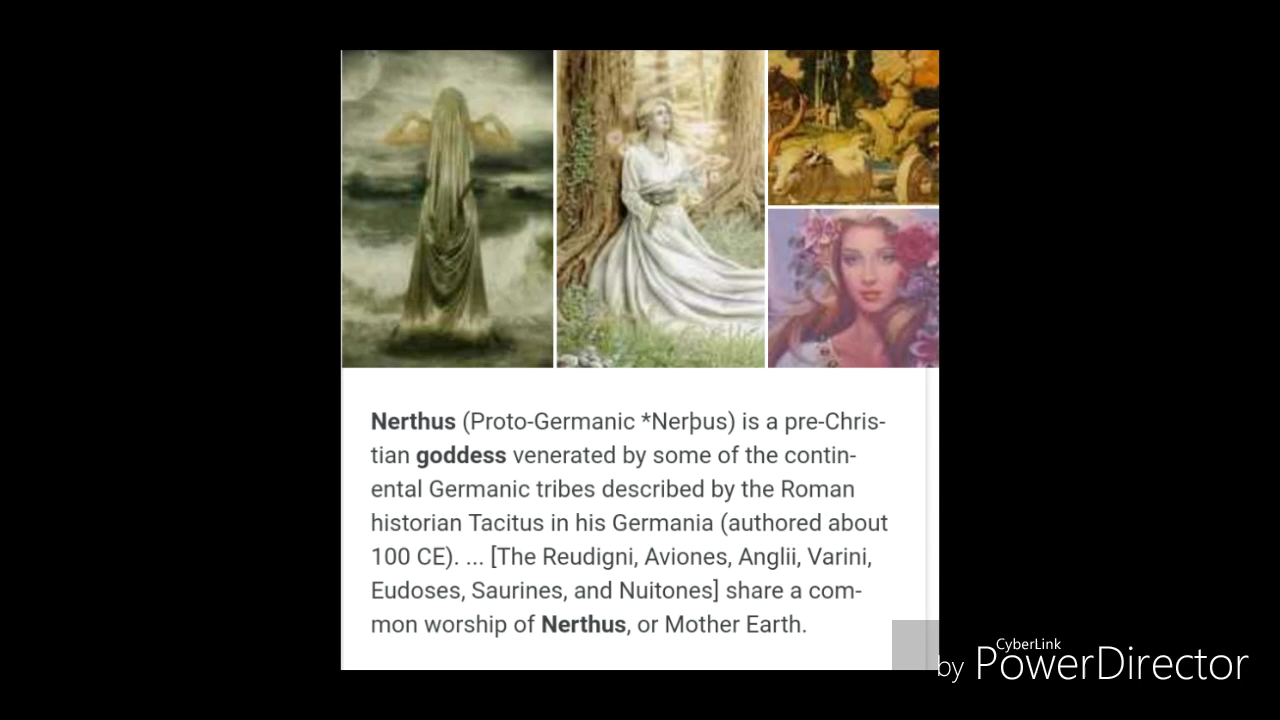 Nerthus (Proto-Germanic *Nerþus) is a pre-Chris-
tian goddess venerated by some of the contin-
ental Germanic tribes described by the Roman
historian Tacitus in his Germania (authored about
100 CE). ... [The Reudigni, Aviones, Anglii, Varini,
Eudoses, Saurines, and Nuitones] share a com-
mon worship of Nerthus, or Mother Earth.
CyberLink
by PowerDirector